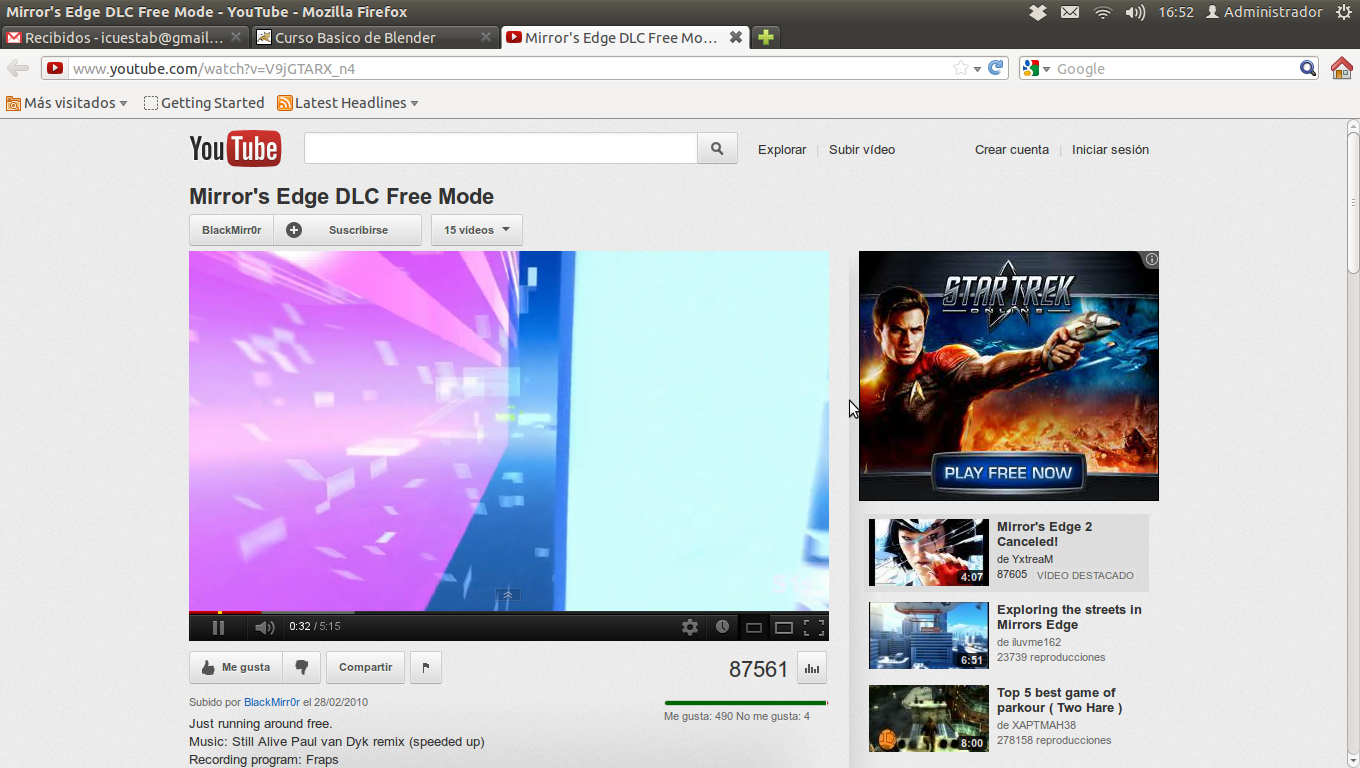 Mirror's Edge DLC Free Mode - YouTube - Mozilla Firefox
16:52 Administrador
Recibidos - icuestab@gmail...
Curso Basico de Blender
Mirror's Edge DLC Free Mo...
www.youtube.com/watch?v=V9jGTARX_n4
Google
Más visitados
Getting Started
Latest Headlines
YouTube
Explorar
Subir vídeo
Crear cuenta
Iniciar sesión
Mirror's Edge DLC Free Mode
BlackMirr0r
Suscribirse
15 vídeos
STAR TREK
ONLINE
PLAY FREE NOW
0:32 / 5:15
Me gusta
Compartir
87561
Subido por BlackMirr0r el 28/02/2010
Me gusta: 490 No me gusta: 4
Just running around free.
Music: Still Alive Paul van Dyk remix (speeded up)
Recording program: Fraps
4:07
Mirror's Edge 2
Canceled!
de YxtreaM
87605 VÍDEO DESTACADO
6:51
Exploring the streets in
Mirrors Edge
de iluvme162
23739 reproducciones
8:00
Top 5 best game of
parkour ( Two Hare )
de XAPTMAH38
278158 reproducciones